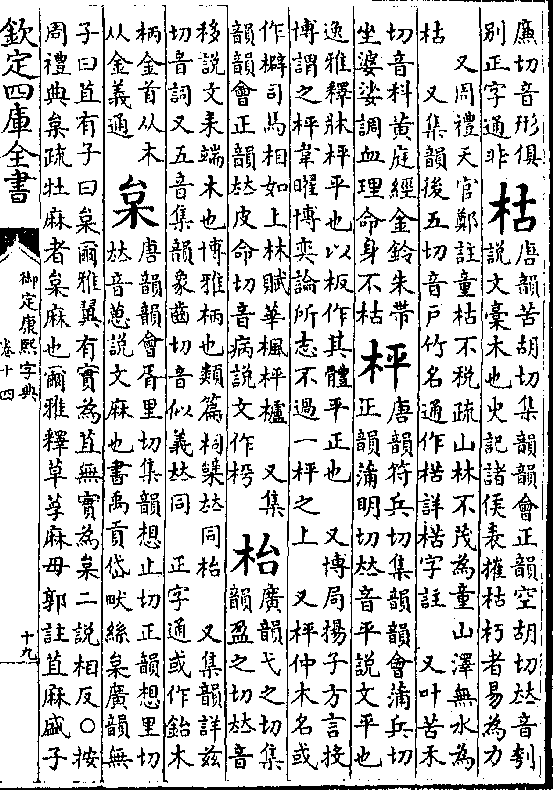 廉切音形俱
別正字通非
枯
唐韻苦胡切集韻韻會正韻空胡切𠀤音刳
說文槀木也史記諸侯表摧枯朽者易為力
又周禮天官鄭註童枯不稅疏山林不茂為童山澤無水為
枯 又集韻後五切音戸竹名通作楛詳楛字註 又叶苦禾
切音科黄庭經金鈴朱帶
坐婆娑調血理命身不枯
枰
唐韻符兵切集韻韻會蒲兵切
正韻蒲明切𠀤音平說文平也
逸雅釋牀枰平也以板作其體平正也 又博局揚子方言投
博謂之枰韋曜博奕論所志不過一枰之上 又枰仲木名或
作櫇司馬相如上林賦華楓枰櫨 又集
韻韻會正韻𠀤皮命切音病說文作枵
枱
廣韻弋之切集
韻盈之切𠀤音
移說文耒端木也博雅柄也類篇柌辝𠀤同枱 又集韻詳兹
切音詞又五音集韻象齒切音似義𠀤同 正字通或作鈶木
柄金首从木
从金義通
枲
唐韻韻會胥里切集韻想止切正韻想里切
𠀤音葸說文麻也書禹貢岱畎絲枲廣韻無
子曰苴有子曰枲爾雅翼有實為苴無實為枲二說相反○按
周禮典枲疏牡麻者枲麻也爾雅釋草荸麻母郭註苴麻盛子
欽定四庫全書
御定康熙字典
卷十四
十九